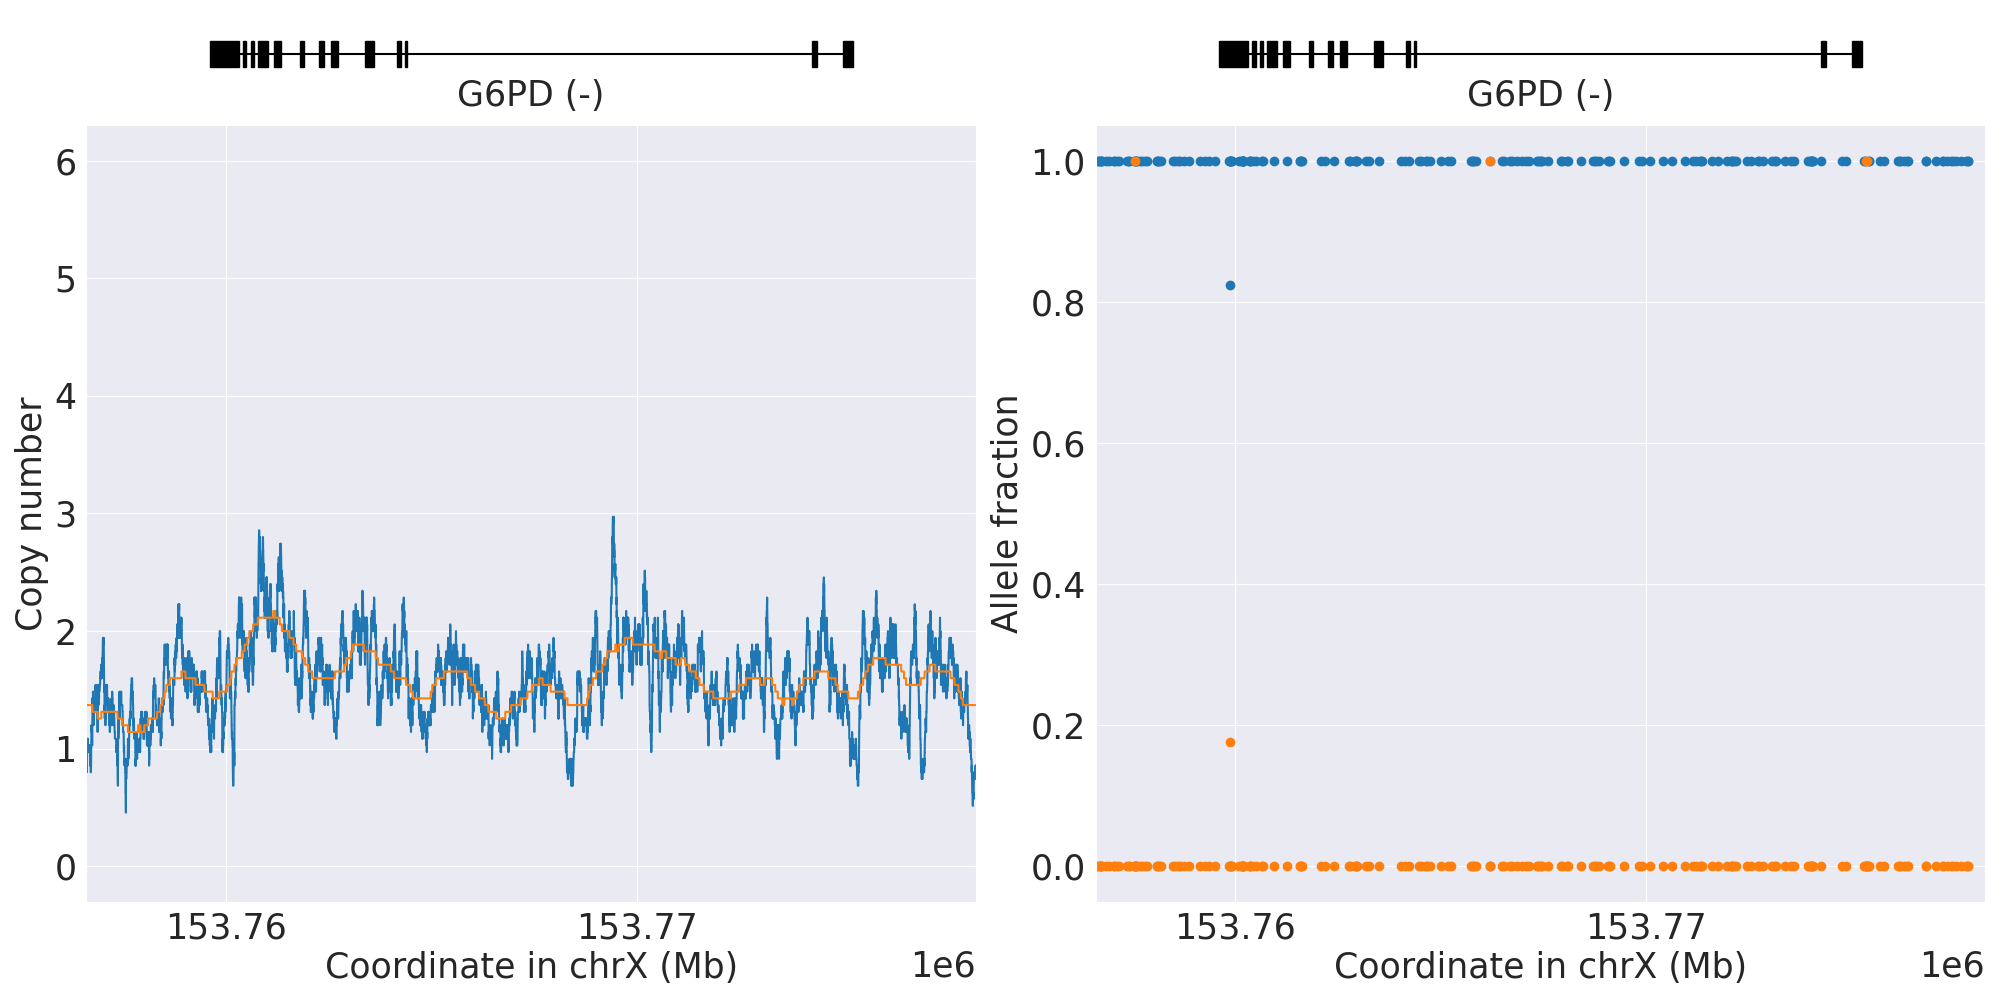 G6PD (-)
6
5
4
3
2
1
0
Copy number
153.76
153.77
Coordinate in chrX (Mb)
1e6
G6PD (-)
1.0
0.8
0.6
0.4
0.2
0.0
Allele fraction
153.76
153.77
Coordinate in chrX (Mb)
1e6